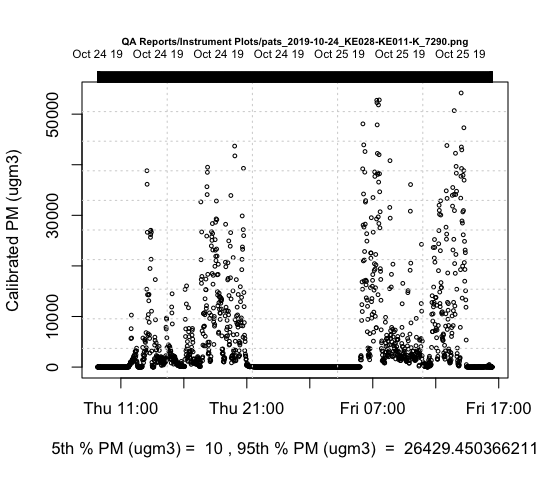 QA Reports/Instrument Plots/pats_2019-10-24_KE028-KE011-K_7290.png
Oct 24 19 Oct 24 19 Oct 24 19 Oct 24 19 Oct 25 19 Oct 25 19 Oct 25 19
Calibrated PM (ugm3)
50000
30000
10000
0
Thu 11:00 Thu 21:00 Fri 07:00 Fri 17:00
5th % PM (ugm3) = 10 , 95th % PM (ugm3) = 26429.450366211